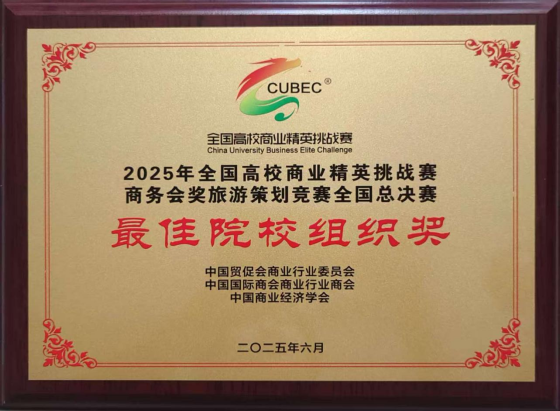 CUBEC®
全国高校商业精英挑战赛
China University Business Elite Challenge
2025年全国高校商业精英挑战赛
商务会奖旅游策划竞赛全国总决赛
最佳院校组织奖
中国贸促会商业行业委员会
中国国际商会商业行业商会
中国商业经济学会
二〇二五年六月